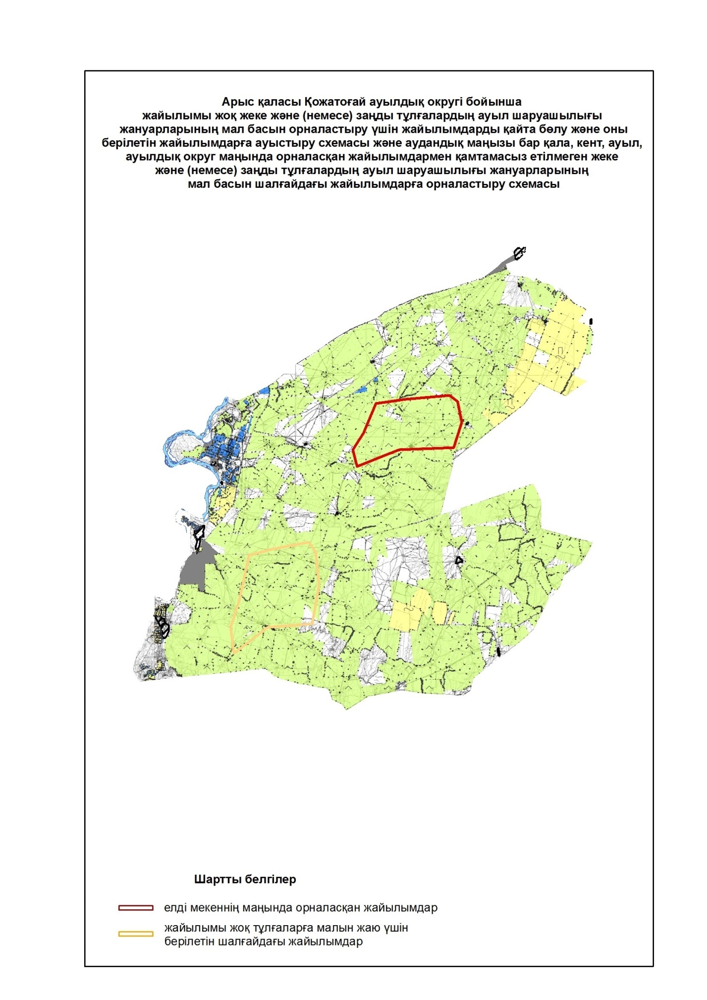 Арыс қаласы Қожатоғай ауылдық округі бойынша
жайылымы жоқ жеке және (немесе) заңды тұлғалардың ауыл шаруашылығы
жануарларының мал басын орналастыру үшін жайылымдарды қайта бөлу және оны
берілетін жайылымдарға ауыстыру схемасы және аудандық маңызы бар қала, кент, ауыл,
ауылдық округ маңында орналасқан жайылымдармен қамтамасыз етілмеген жеке
және (немесе) заңды тұлғалардың ауыл шаруашылығы жануарларының
мал басын шалғайдағы жайылымдарға орналастыру схемасы
Шартты белгілер
елді мекеннің маңында орналасқан жайылымдар
жайылымы жоқ тұлғаларға малын жаю үшін
берілетін шалғайдағы жайылымдар